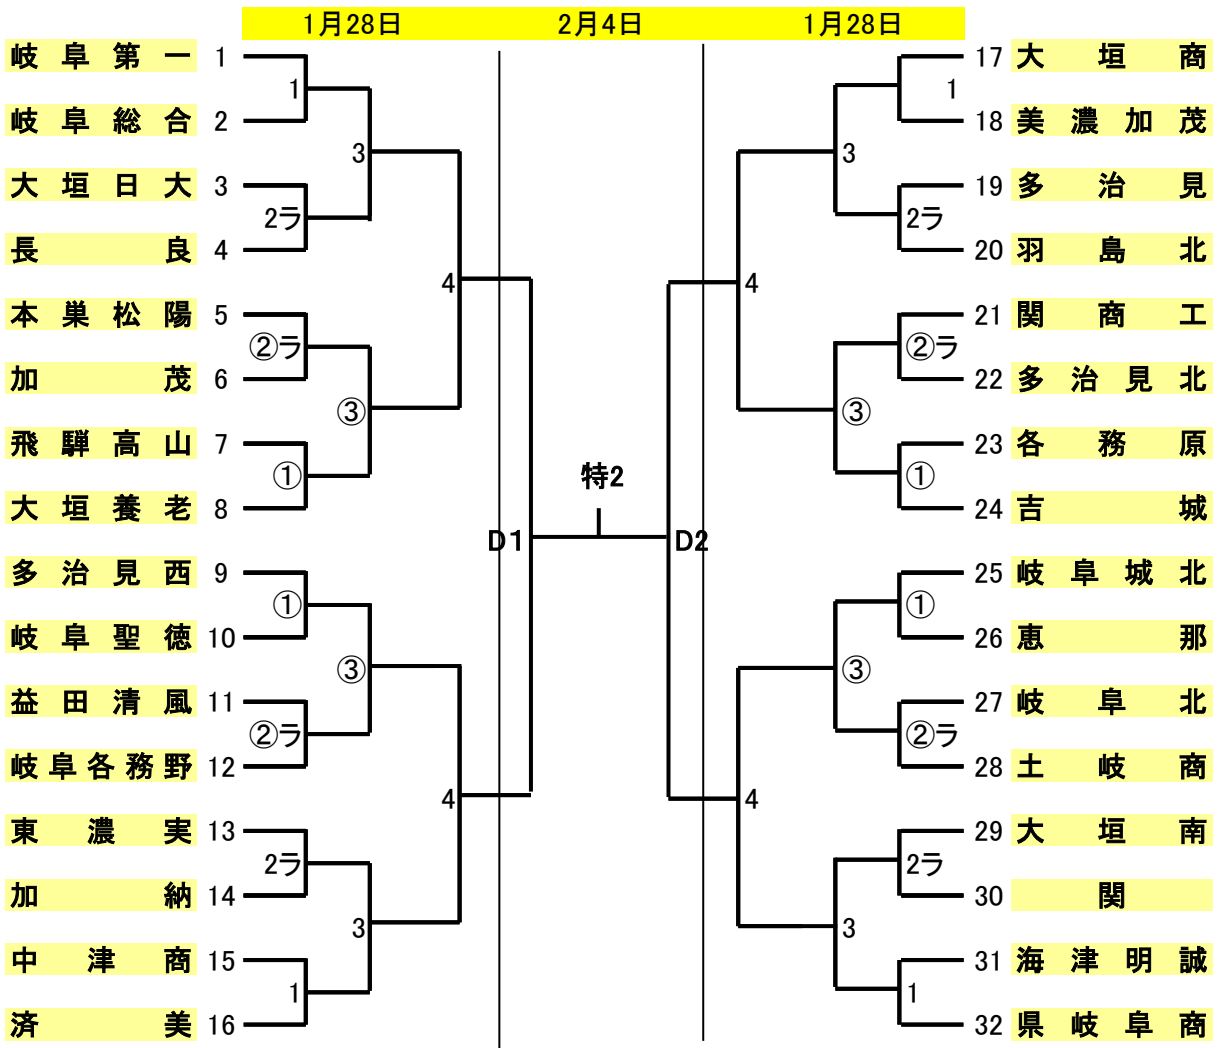 1月28日 2月4日 1月28日
岐阜第一 1 17 大垣商
1 1
岐阜総合 2 18 美濃加茂
3 3
大垣日大 3 19 多治見
2ラ 2ラ
長良 4 20 羽島北
4 4
本巣松陽 5 21 関商工
②ラ ②ラ
加茂 6 22 多治見北
③ ③
飛騨高山 7 23 各務原
① 特2 ①
大垣養老 8 24 吉城
D1 D2
多治見西 9 25 岐阜城北
① ①
岐阜聖徳 10 26 恵那
③ ③
益田清風 11 27 岐阜北
②ラ ②ラ
岐阜各務野 12 28 土岐商
4 4
東濃実 13 29 大垣南
2ラ 2ラ
加納 14 30 関
3 3
中津商 15 31 海津明誠
1 1
済美 16 32 県岐阜商